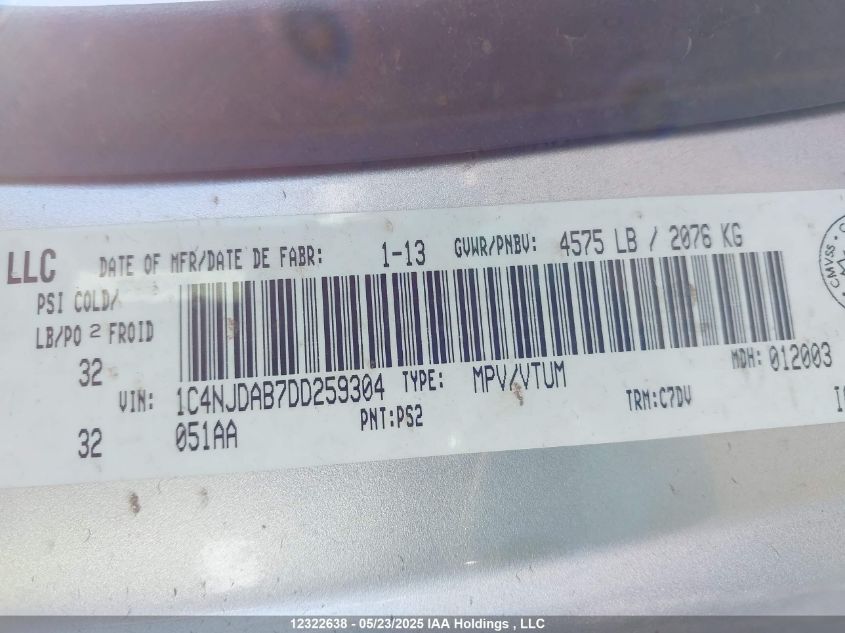 LLC DATE OF MFR/DATE DE FABR: 1-13 GVWR/PNBV: 4575 LB / 2076 KG
PSI COLD/
LB/PO 2 FROID
32
VIN: 1C4NJDAB7DD259304 TYPE: MPV/VTUM MDH: 012003
32 051AA PNT:PS2 TRM:C7DV
CMVSS
12322638 - 05/23/2025 IAA Holdings , LLC